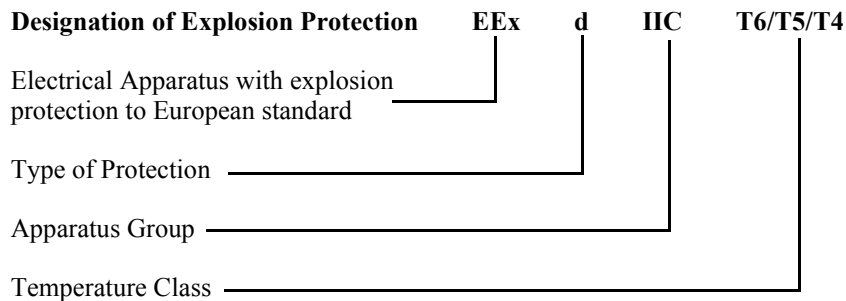 Designation of Explosion Protection EEx d IIC T6/T5/T4
Electrical Apparatus with explosion
protection to European standard
Type of Protection
Apparatus Group
Temperature Class